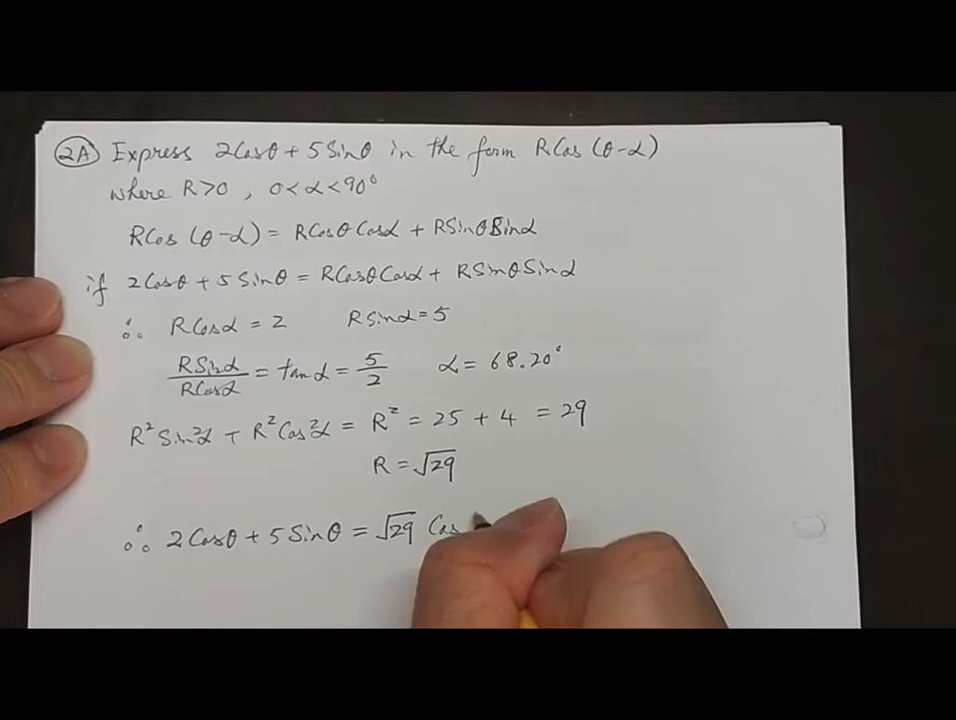 2A Express 2Cosθ + 5Sinθ in the form RCos (θ-α)
where R>0 , 0<α<90°
RCos (θ-α) = RCosθCosα + RSinθSinα
if 2Cosθ + 5Sinθ = RCosθCosα + RSinθSinα
∴ RCosα = 2 RSinα = 5
RSinα/RCosα = tanα = 5/2 α = 68.20°
R²Sin²α + R²Cos²α = R² = 25 + 4 = 29
R = √29
∴ 2Cosθ + 5Sinθ = √29 Cos